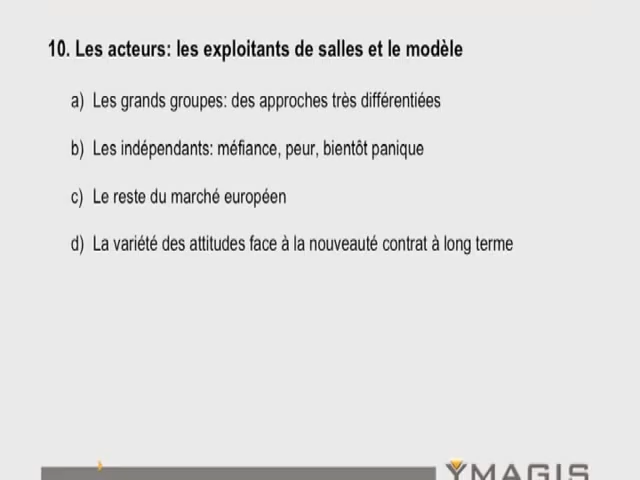 10. Les acteurs: les exploitants de salles et le modèle
a) Les grands groupes: des approches très différentiées
b) Les indépendants: méfiance, peur, bientôt panique
c) Le reste du marché européen
d) La variété des attitudes face à la nouveauté contrat à long terme
YMAGIS